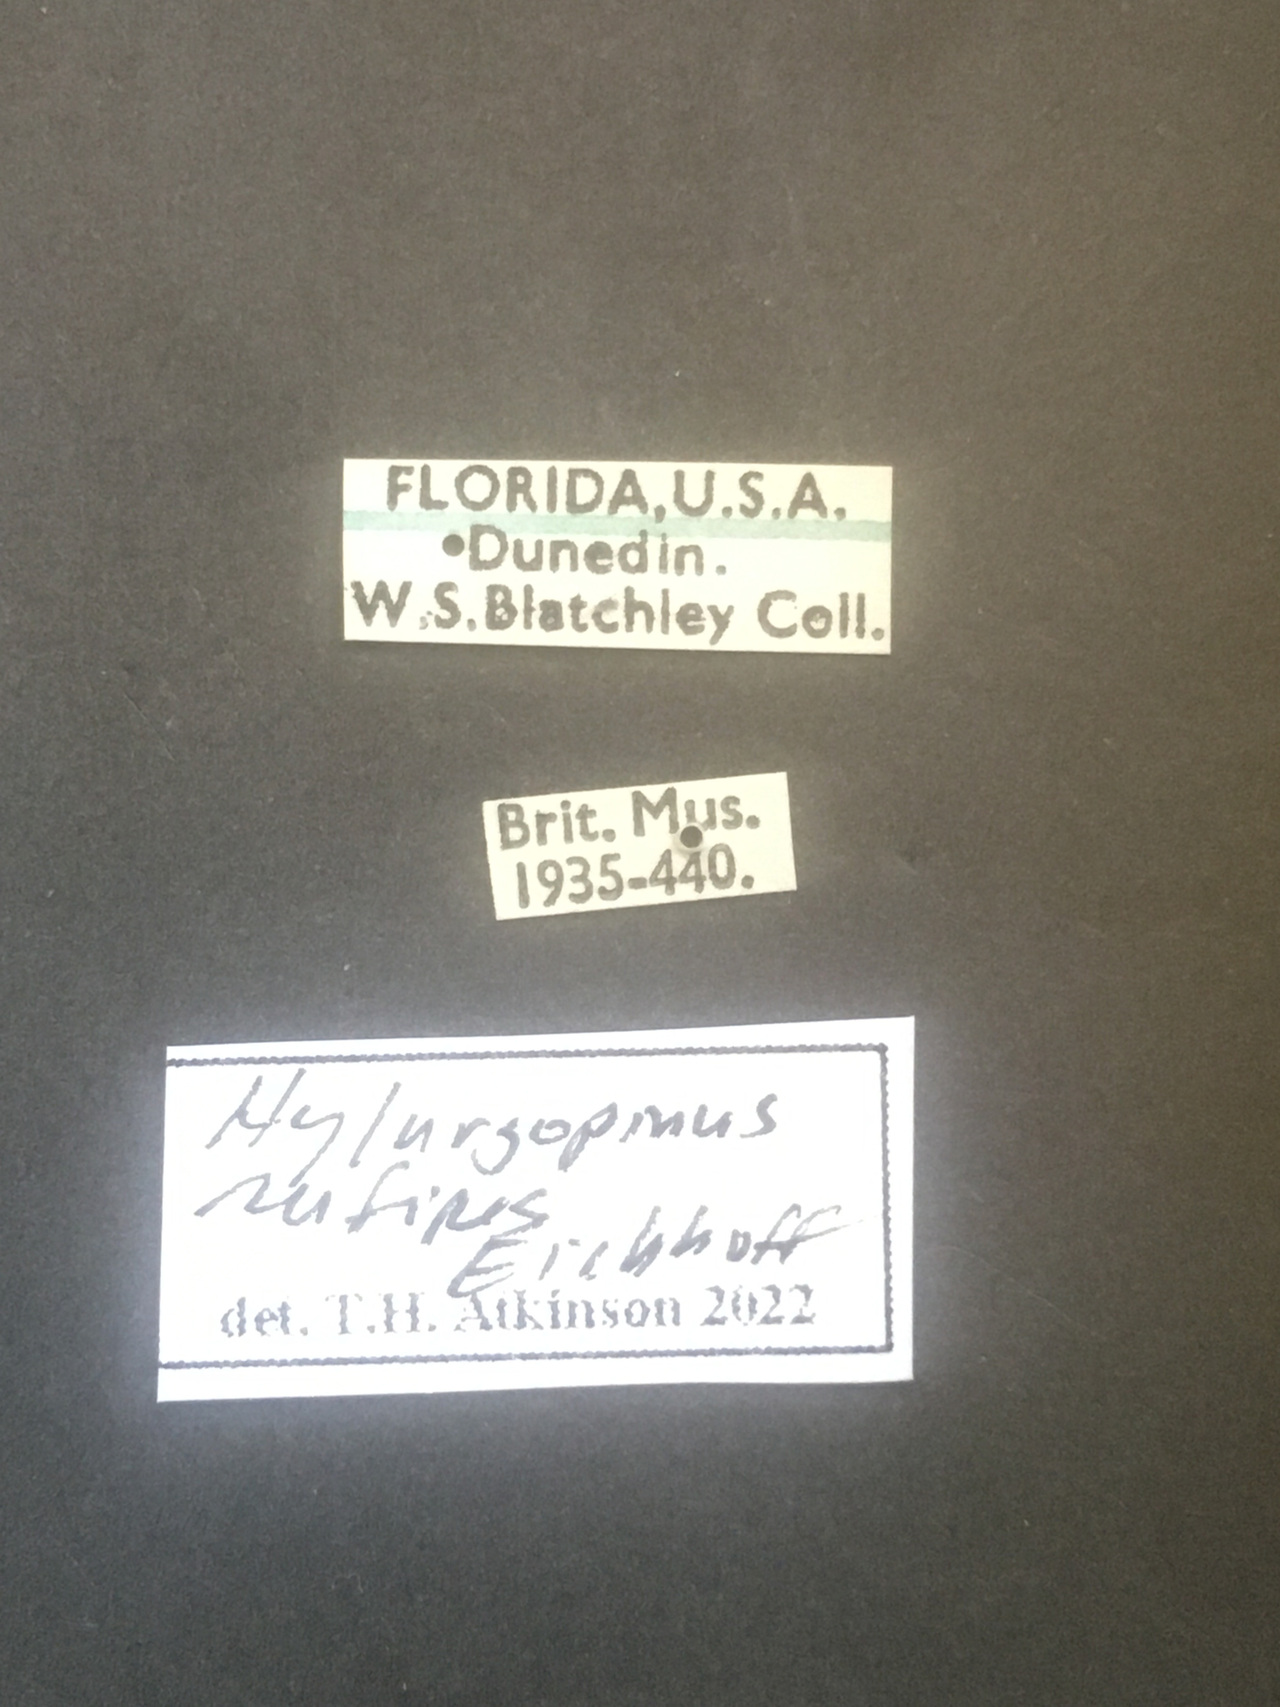 FLORIDA, U.S.A.
Dunedin.
W.S. Blatchley Coll.
Brit. Mus.
1935-440.
Hylurgopinus
rufipes
Eichhoff
det. T.H. Atkinson 2022